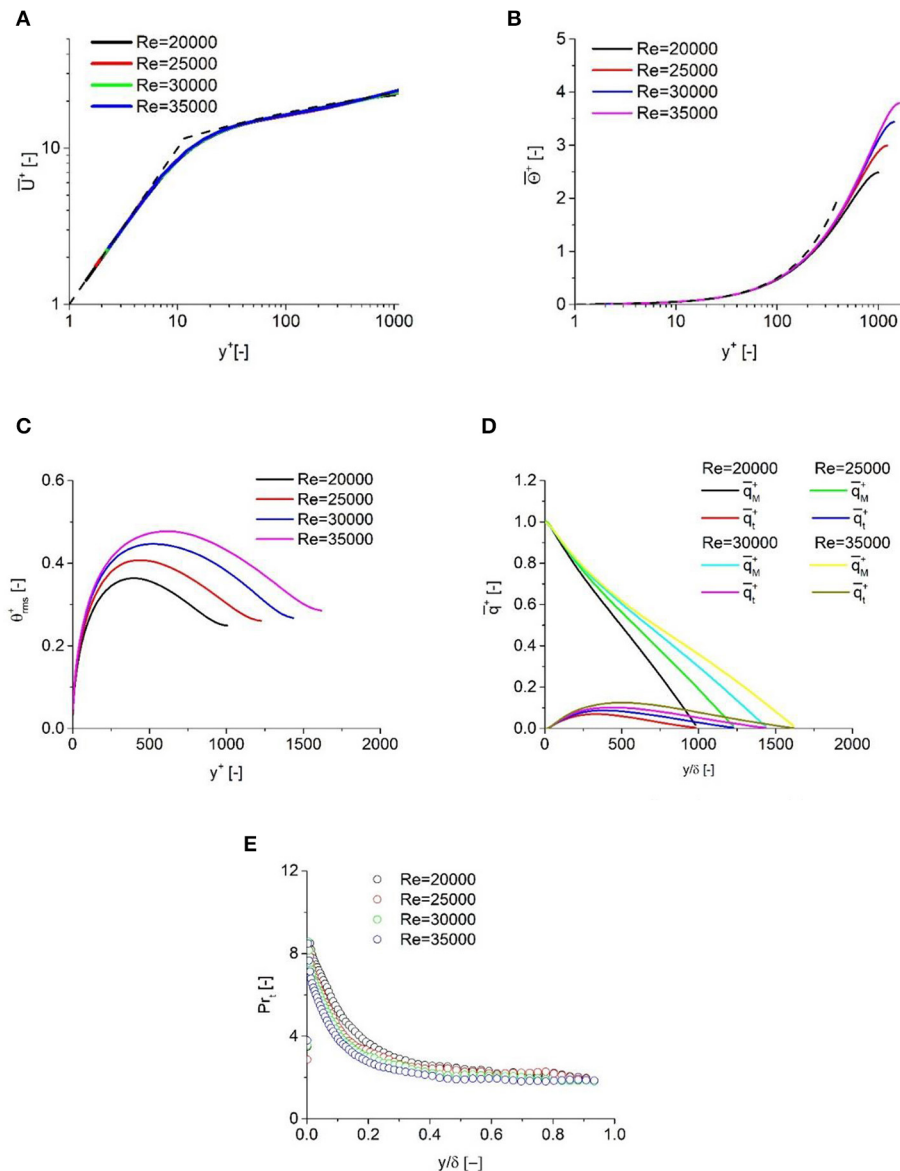 A
Re=20000
Re=25000
Re=30000
Re=35000
10
1
U̅⁺ [-]
1 10 100 1000
y⁺[-]
B
Re=20000
Re=25000
Re=30000
Re=35000
5
4
3
2
1
0
Θ̅⁺ [-]
1 10 100 1000
y⁺ [-]
C
Re=20000
Re=25000
Re=30000
Re=35000
0.6
0.4
0.2
0.0
θ⁺rms [-]
0 500 1000 1500 2000
y⁺ [-]
D
Re=20000 Re=25000
q̅⁺M q̅⁺M
q̅⁺t q̅⁺t
Re=30000 Re=35000
q̅⁺M q̅⁺M
q̅⁺t q̅⁺t
1.2
1.0
0.8
0.6
0.4
0.2
0.0
q̅⁺ [-]
0 500 1000 1500 2000
y/δ [-]
E
Re=20000
Re=25000
Re=30000
Re=35000
12
8
4
0
Prt [-]
0.0 0.2 0.4 0.6 0.8 1.0
y/δ [–]